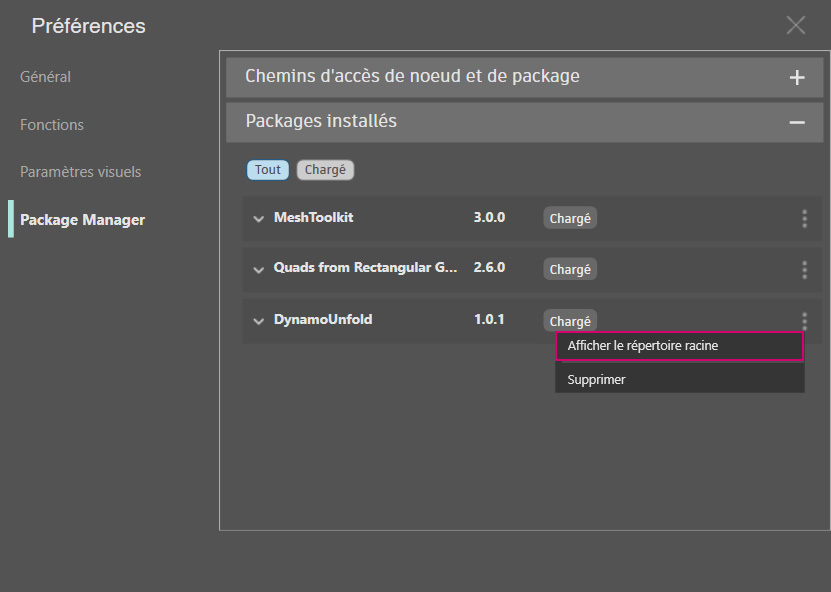 Préférences
Général
Fonctions
Paramètres visuels
Package Manager
Chemins d'accès de noeud et de package
Packages installés
Tout Chargé
MeshToolkit 3.0.0 Chargé
Quads from Rectangular G... 2.6.0 Chargé
DynamoUnfold 1.0.1 Chargé
Afficher le répertoire racine
Supprimer